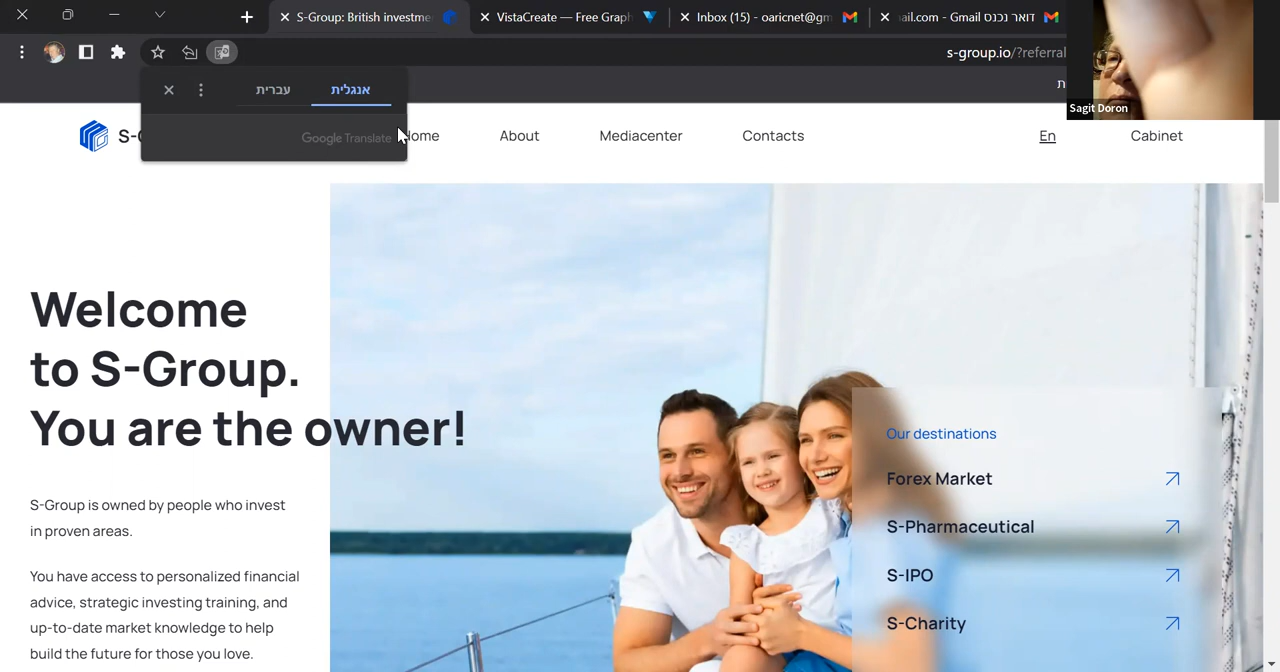 S-Group: British investme
VistaCreate — Free Graph
Inbox (15) - oaricnet@gm
ail.com - Gmail דואר נכנס
s-group.io/?referral
עברית
אנגלית
ת
Sagit Doron
Google Translate
S-G
ome
About
Mediacenter
Contacts
En
Cabinet
Welcome
to S-Group.
You are the owner!
S-Group is owned by people who invest
in proven areas.
You have access to personalized financial
advice, strategic investing training, and
up-to-date market knowledge to help
build the future for those you love.
Our destinations
Forex Market
S-Pharmaceutical
S-IPO
S-Charity